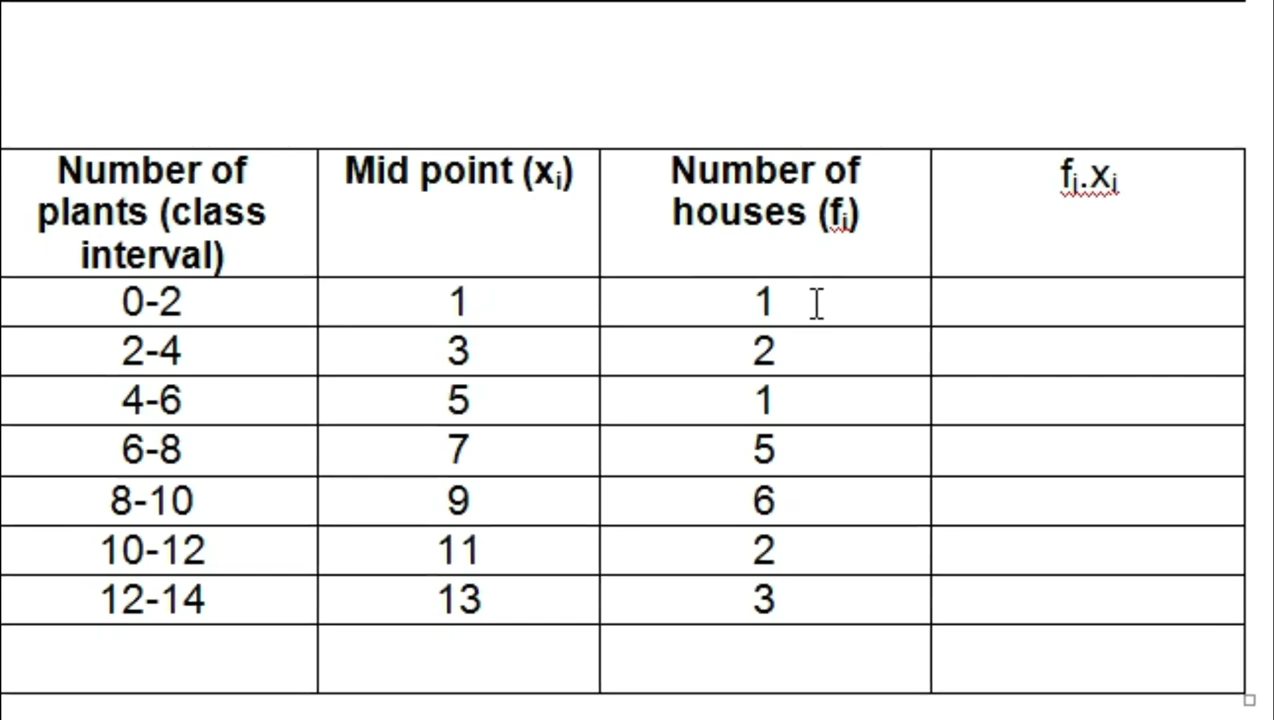 Number of plants (class interval) Mid point (xᵢ) Number of houses (fᵢ) fᵢ.xᵢ
0-2 1 1
2-4 3 2
4-6 5 1
6-8 7 5
8-10 9 6
10-12 11 2
12-14 13 3